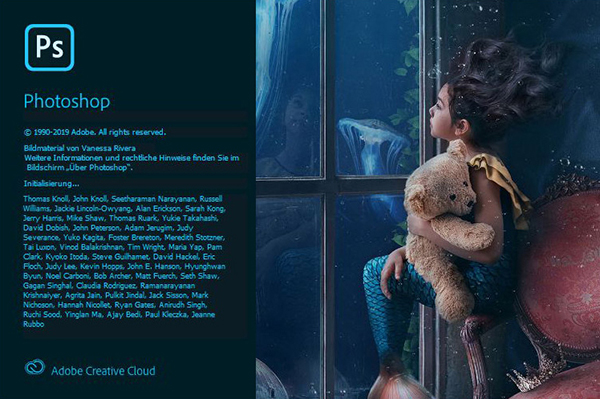 Ps
Photoshop
© 1990-2019 Adobe. All rights reserved.
Bildmaterial von Vanessa Rivera
Weitere Informationen und rechtliche Hinweise finden Sie im
Bildschirm „Über Photoshop“.
Initialisierung...
Thomas Knoll, John Knoll, Seetharaman Narayanan, Russell
Williams, Jackie Lincoln-Owyang, Alan Erickson, Sarah Kong,
Jerry Harris, Mike Shaw, Thomas Ruark, Yukie Takahashi,
David Dobish, John Peterson, Adam Jerugim, Judy
Severance, Yuko Kagita, Foster Brereton, Meredith Stotzner,
Tai Luxon, Vinod Balakrishnan, Tim Wright, Maria Yap, Pam
Clark, Kyoko Itoda, Steve Guilhamet, David Hackel, Eric
Floch, Judy Lee, Kevin Hopps, John E. Hanson, Hyunghwan
Byun, Noel Carboni, Bob Archer, Matt Fuerch, Seth Shaw,
Gagan Singhal, Claudia Rodriguez, Ramanarayanan
Krishnaiyer, Agrita Jain, Pulkit Jindal, Jack Sisson, Mark
Nichoson, Hannah Nicollet, Ryan Gates, Anirudh Singh,
Ruchi Sood, Yinglan Ma, Ajay Bedi, Paul Kleczka, Jeanne
Rubbo
Adobe Creative Cloud